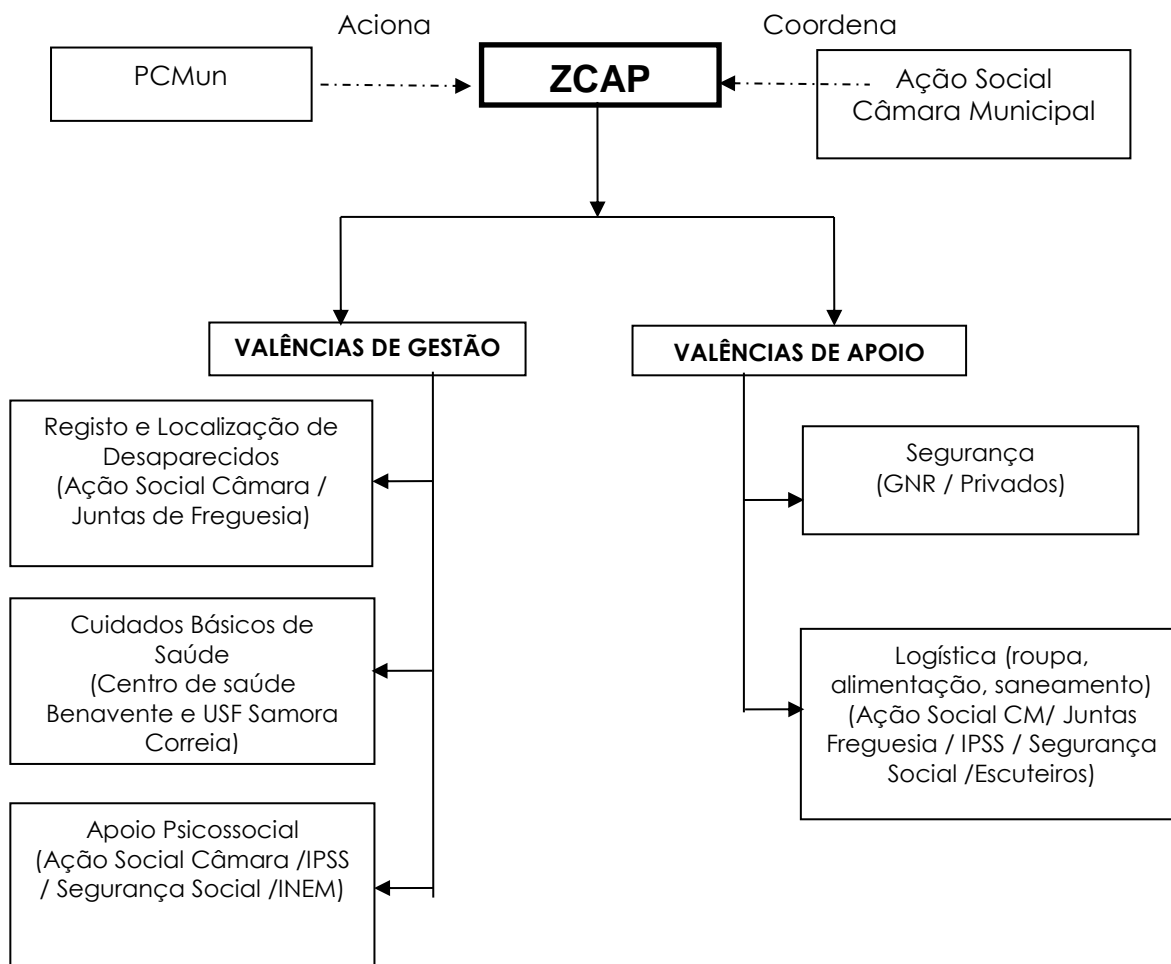 Aciona
Coordena
PCMun
ZCAP
Ação Social
Câmara Municipal
VALÊNCIAS DE GESTÃO
VALÊNCIAS DE APOIO
Registo e Localização de
Desaparecidos
(Ação Social Câmara /
Juntas de Freguesia)
Cuidados Básicos de
Saúde
(Centro de saúde
Benavente e USF Samora
Correia)
Apoio Psicossocial
(Ação Social Câmara /IPSS
/ Segurança Social /INEM)
Segurança
(GNR / Privados)
Logística (roupa,
alimentação, saneamento)
(Ação Social CM/ Juntas
Freguesia / IPSS / Segurança
Social /Escuteiros)